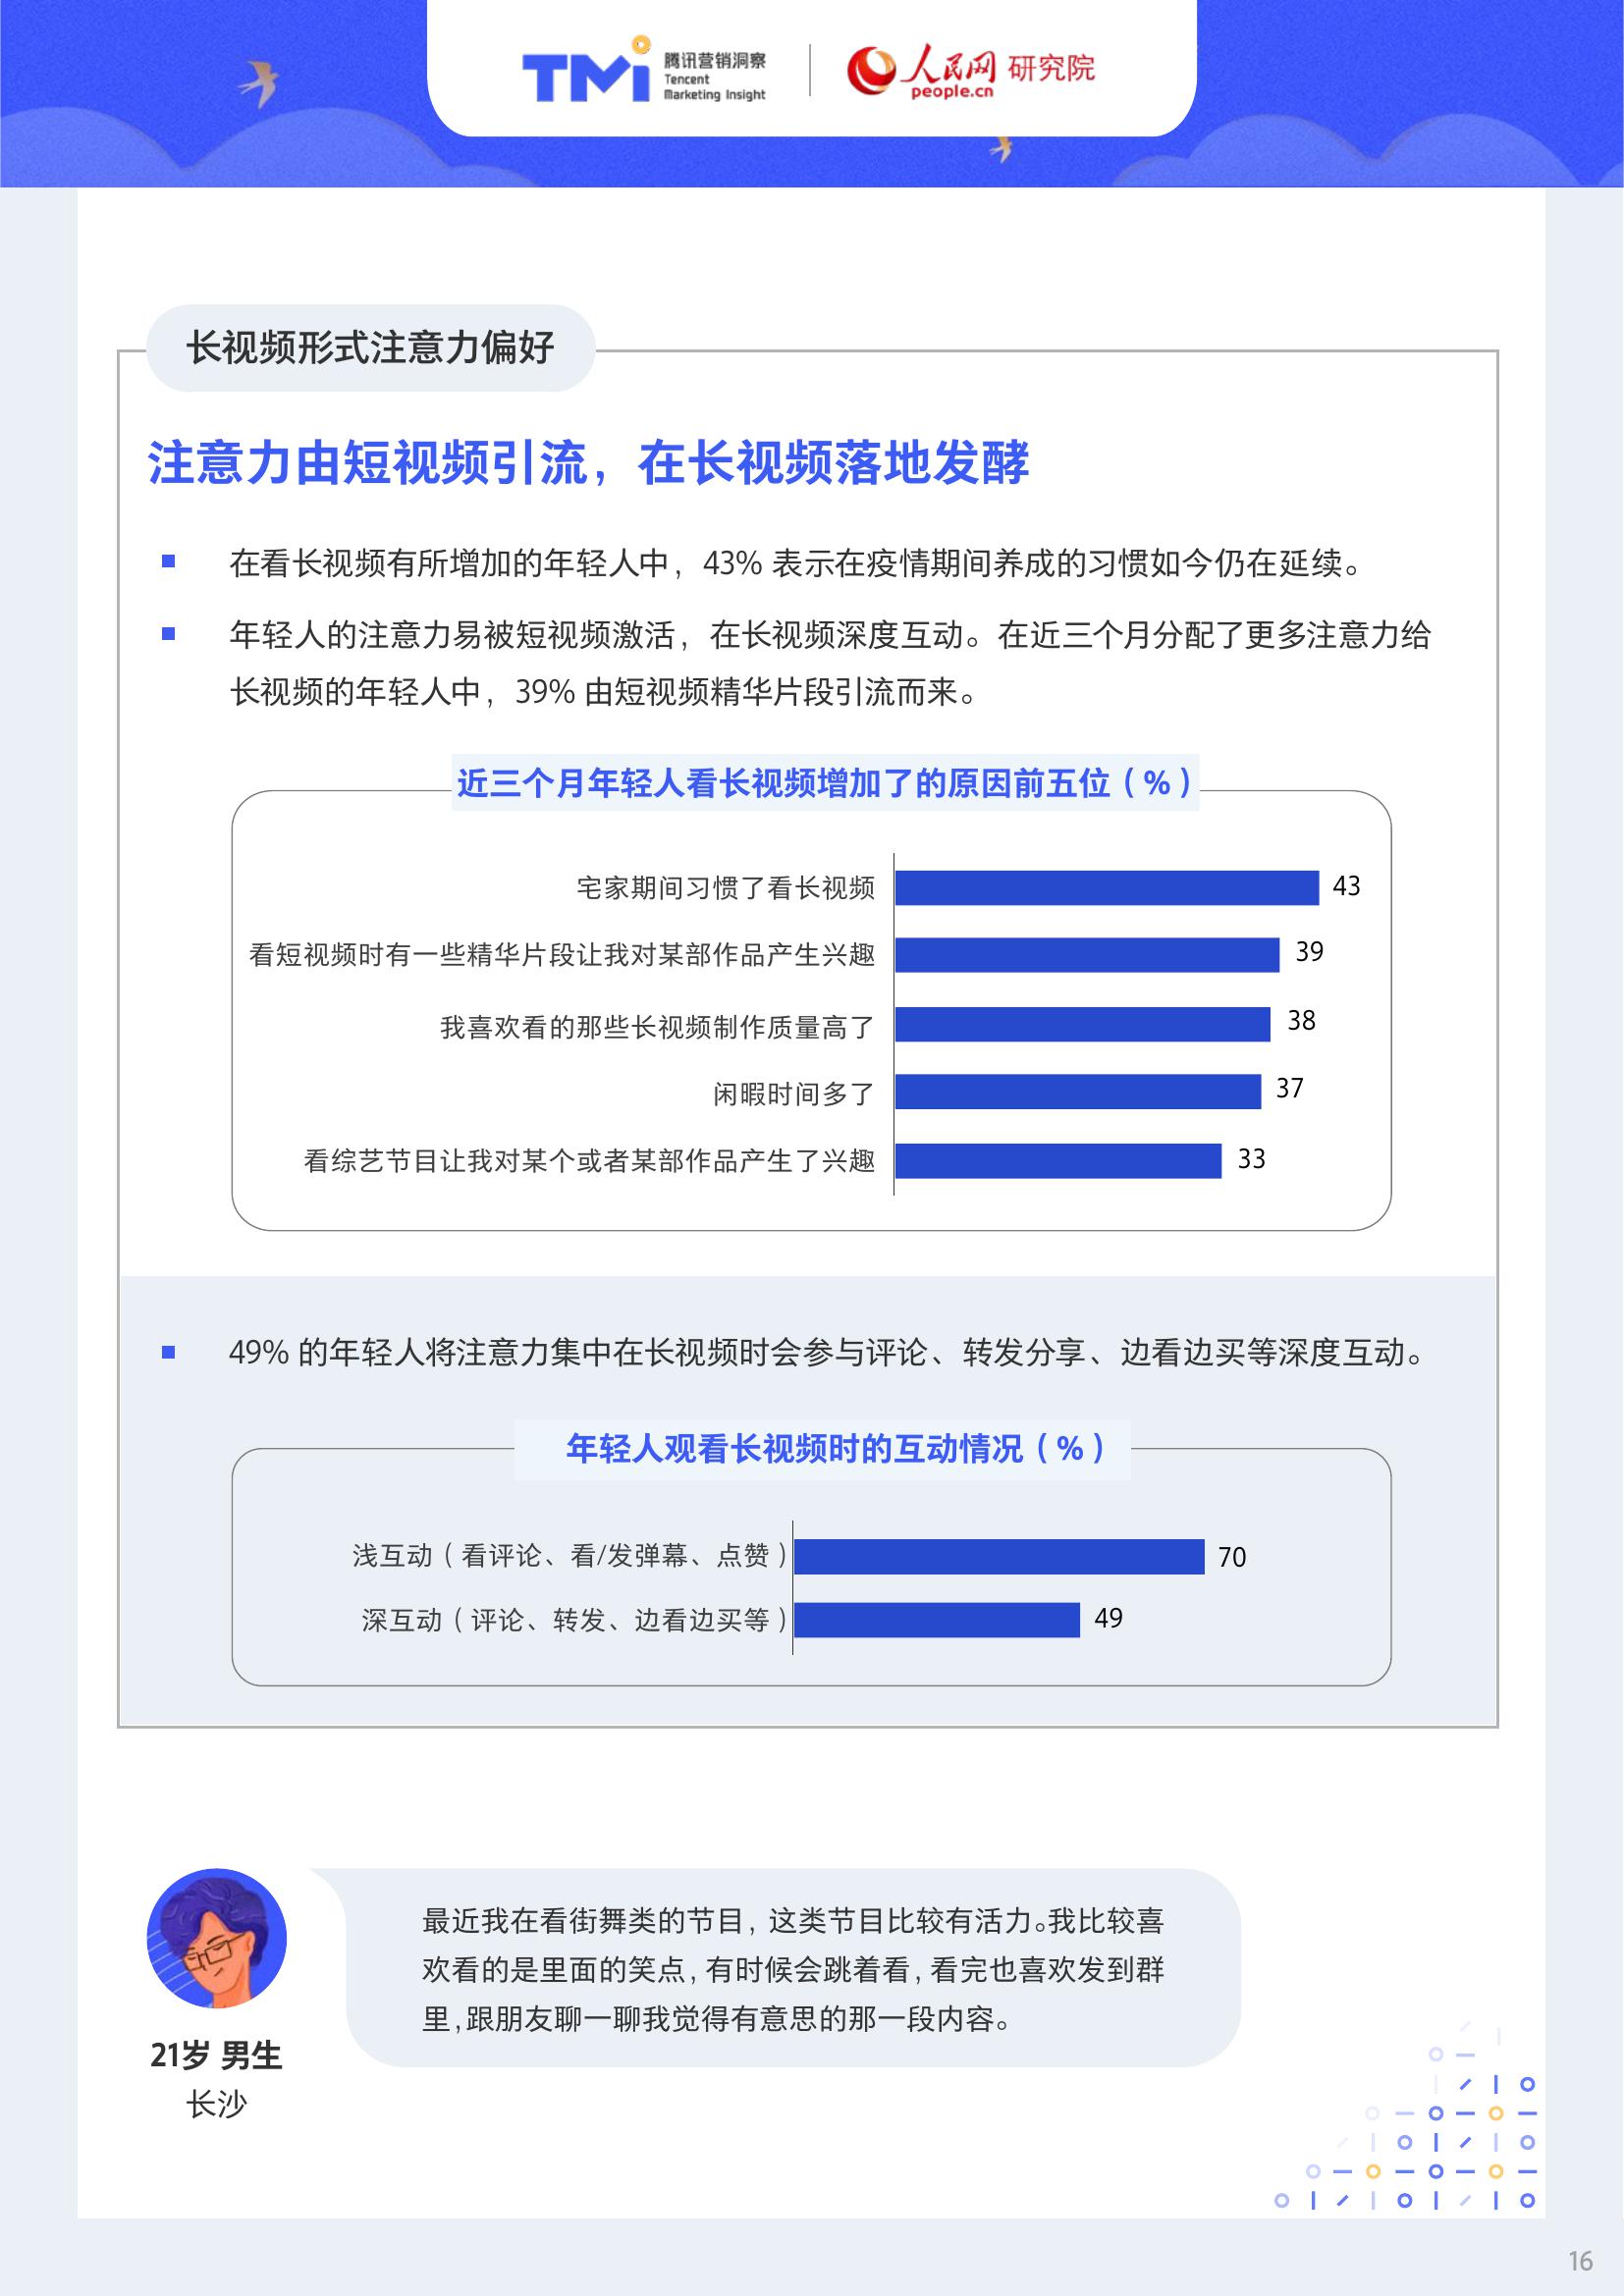 TMi 腾讯营销洞察
Tencent
Marketing Insight
人民网 研究院
people.cn
长视频形式注意力偏好
注意力由短视频引流，在长视频落地发酵
在看长视频有所增加的年轻人中，43% 表示在疫情期间养成的习惯如今仍在延续。
年轻人的注意力易被短视频激活，在长视频深度互动。在近三个月分配了更多注意力给
长视频的年轻人中，39% 由短视频精华片段引流而来。
近三个月年轻人看长视频增加了的原因前五位（%）
宅家期间习惯了看长视频 43
看短视频时有一些精华片段让我对某部作品产生兴趣 39
我喜欢看的那些长视频制作质量高了 38
闲暇时间多了 37
看综艺节目让我对某个或者某部作品产生了兴趣 33
49% 的年轻人将注意力集中在长视频时会参与评论、转发分享、边看边买等深度互动。
年轻人观看长视频时的互动情况（%）
浅互动（看评论、看/发弹幕、点赞） 70
深互动（评论、转发、边看边买等） 49
最近我在看街舞类的节目，这类节目比较有活力。我比较喜
欢看的是里面的笑点，有时候会跳着看，看完也喜欢发到群
里，跟朋友聊一聊我觉得有意思的那一段内容。
21岁 男生
长沙
16